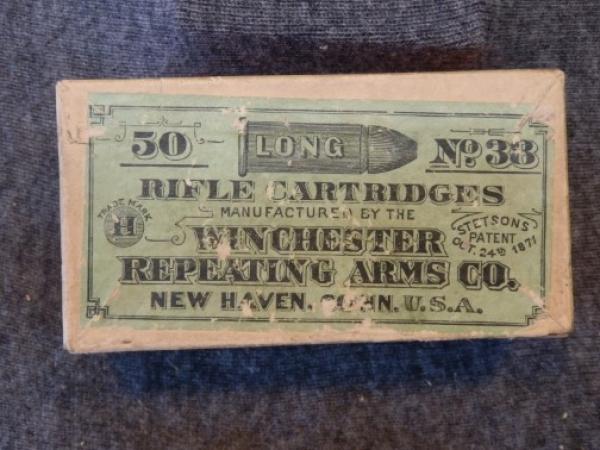 50 LONG No. 38
RIFLE CARTRIDGES
MANUFACTURED BY THE
TRADE MARK
H
WINCHESTER
STETSONS
PATENT
OCT. 24th 1871
REPEATING ARMS CO.
NEW HAVEN, CONN. U.S.A.